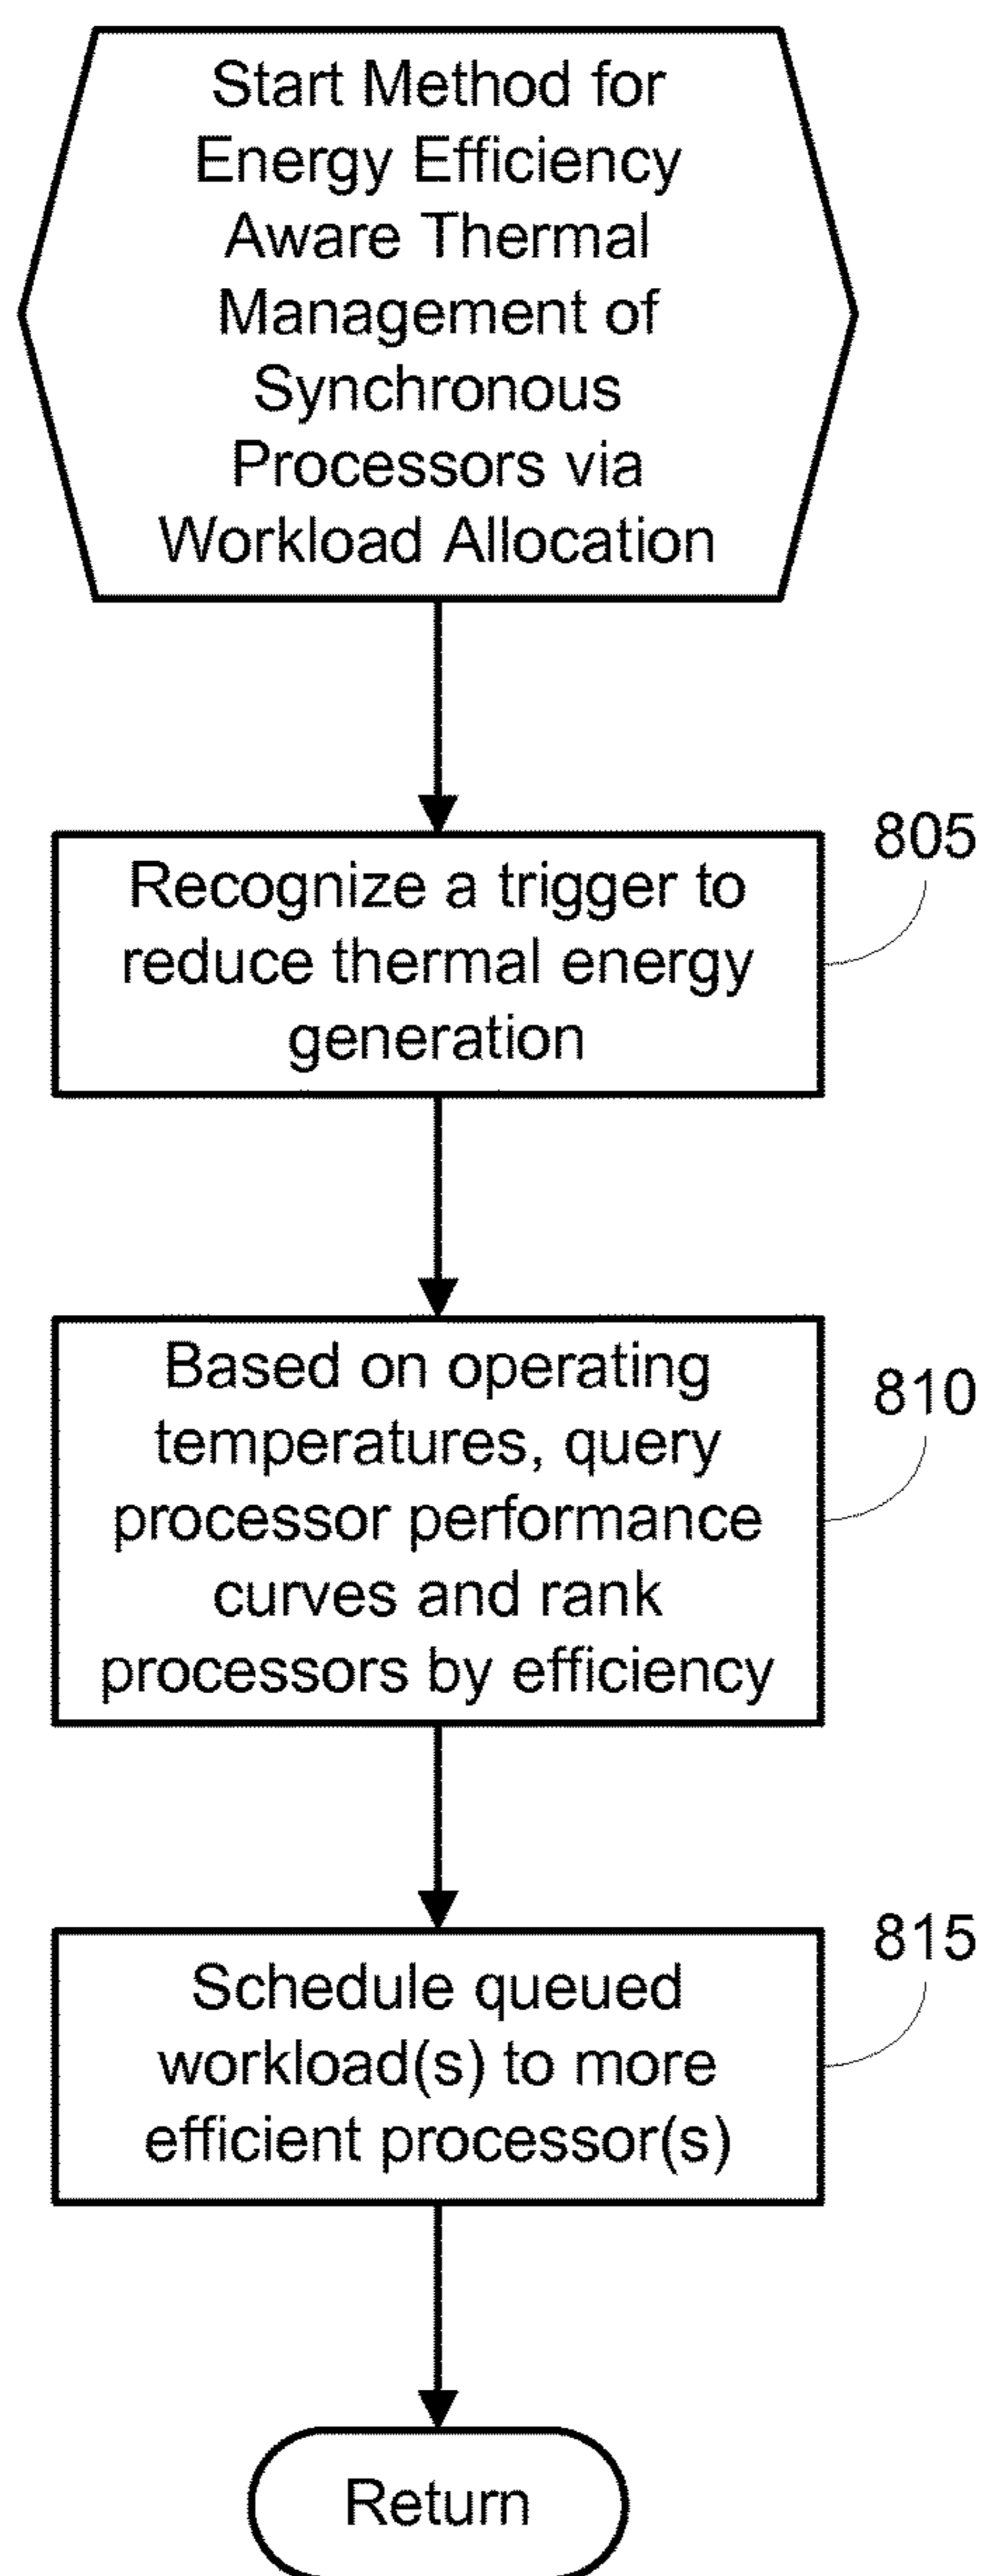 Start Method for
Energy Efficiency
Aware Thermal
Management of
Synchronous
Processors via
Workload Allocation
805
Recognize a trigger to
reduce thermal energy
generation
810
Based on operating
temperatures, query
processor performance
curves and rank
processors by efficiency
815
Schedule queued
workload(s) to more
efficient processor(s)
Return